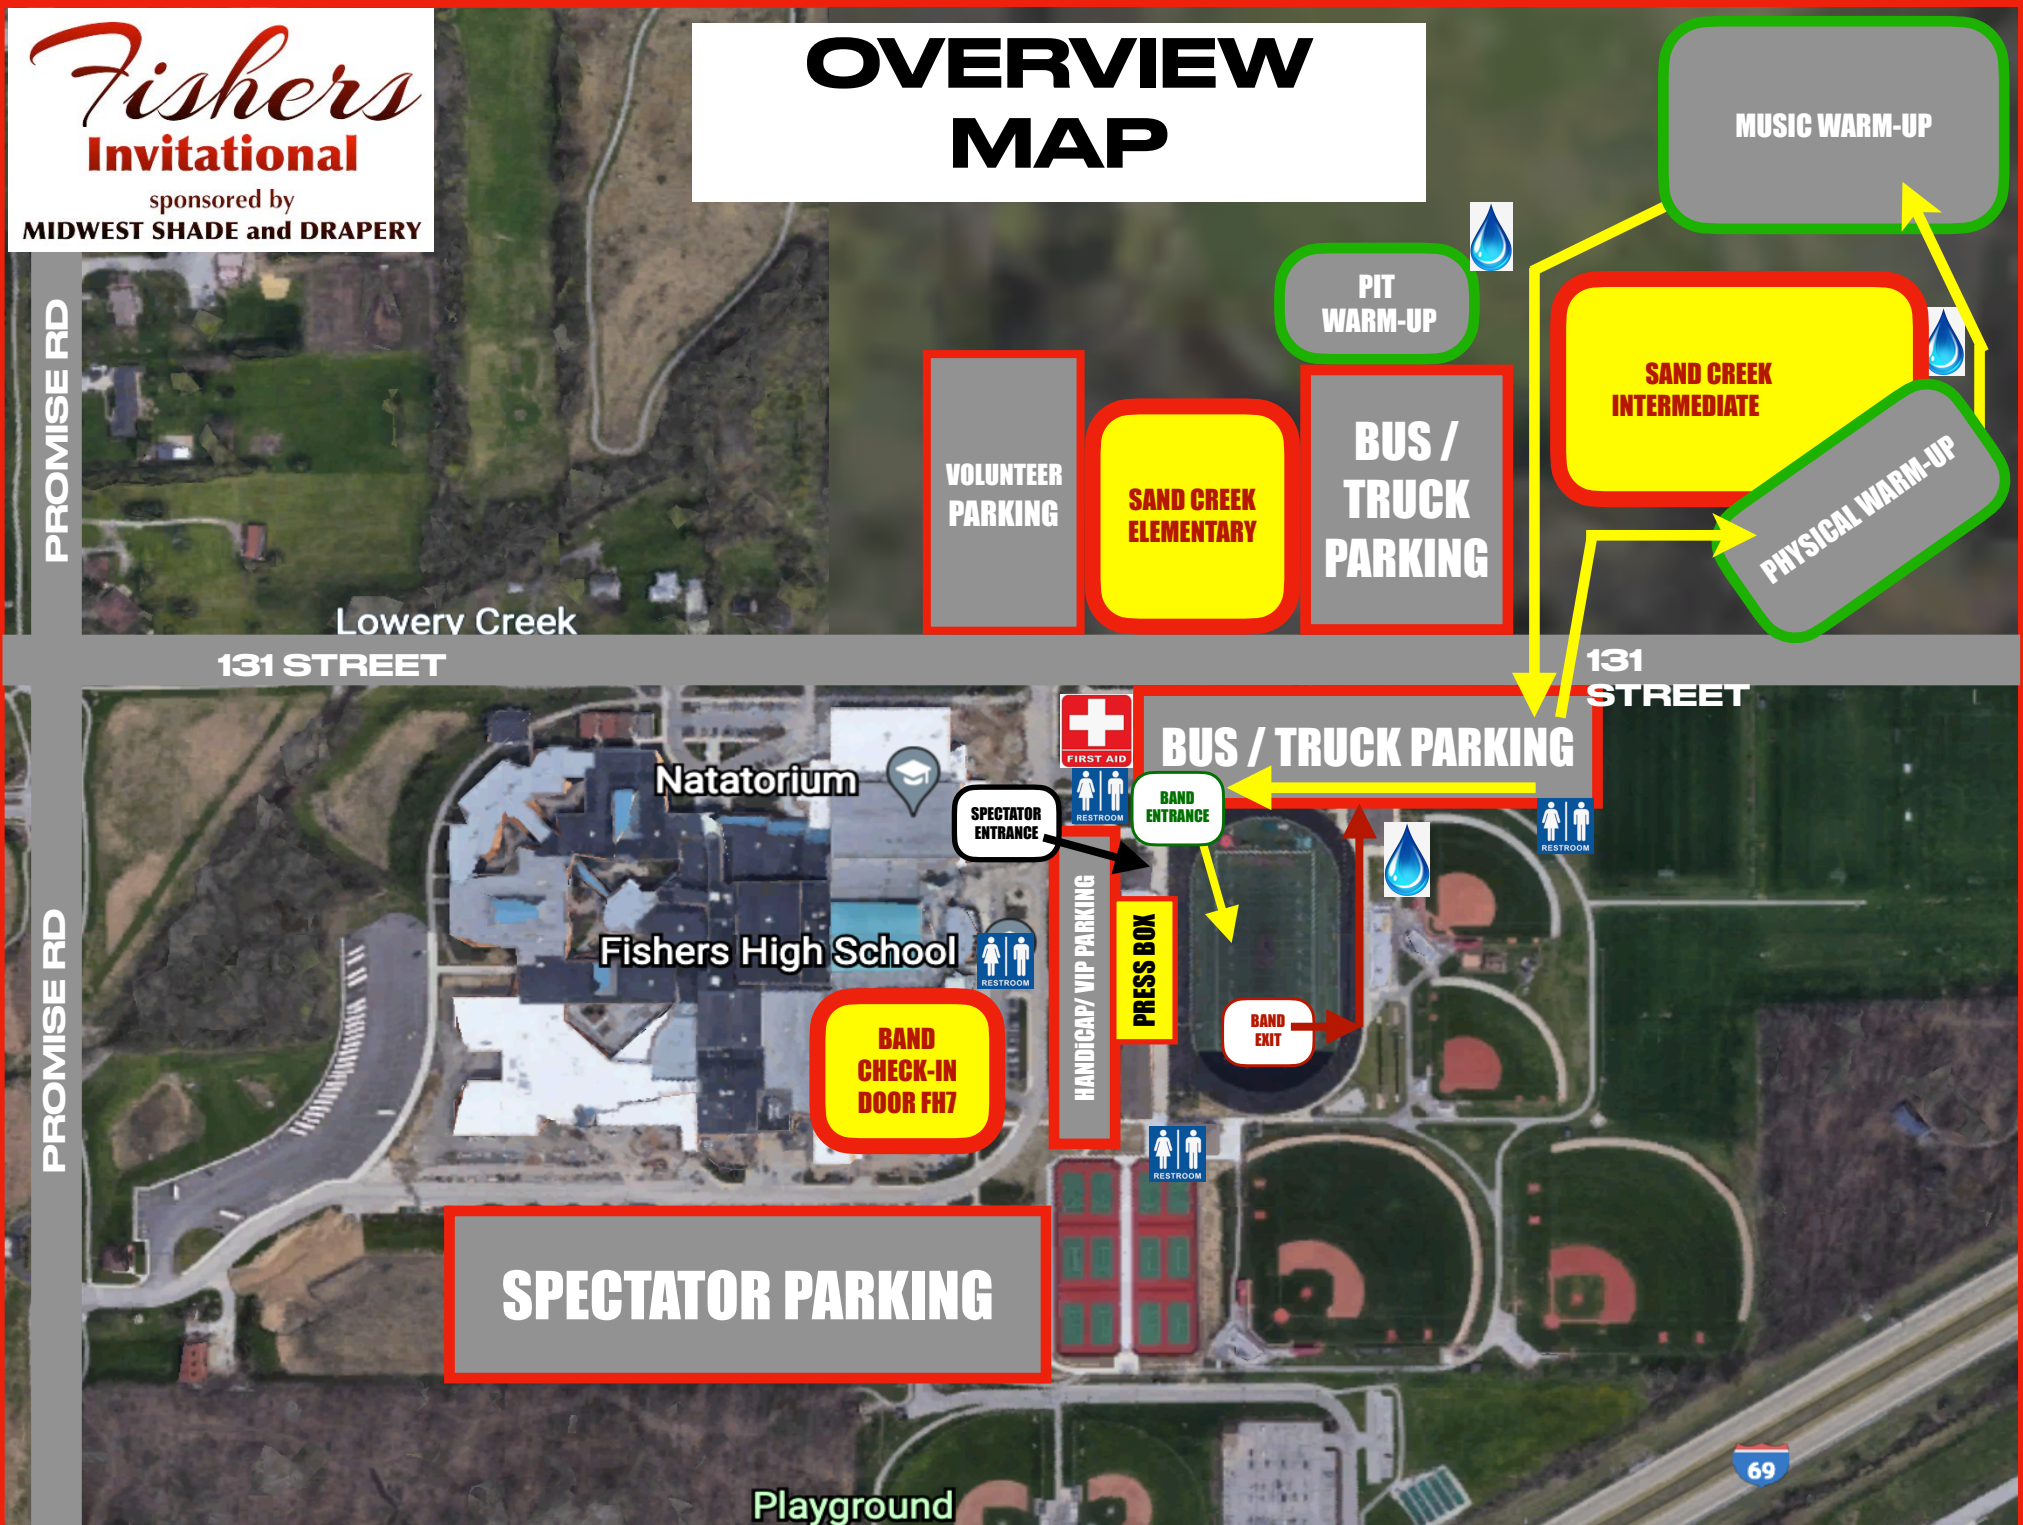 Fishers
Invitational
sponsored by
MIDWEST SHADE and DRAPERY
OVERVIEW
MAP
MUSIC WARM-UP
PIT
WARM-UP
SAND CREEK
INTERMEDIATE
PHYSICAL WARM-UP
VOLUNTEER
PARKING
SAND CREEK
ELEMENTARY
BUS /
TRUCK
PARKING
PROMISE RD
Lowery Creek
131 STREET
131
STREET
FIRST AID
BUS / TRUCK PARKING
Natatorium
RESTROOM
BAND
ENTRANCE
SPECTATOR
ENTRANCE
RESTROOM
HANDiCAP/ VIP PARKING
PRESS BOX
Fishers High School
RESTROOM
BAND
EXIT
BAND
CHECK-IN
DOOR FH7
PROMISE RD
RESTROOM
SPECTATOR PARKING
69
Playground